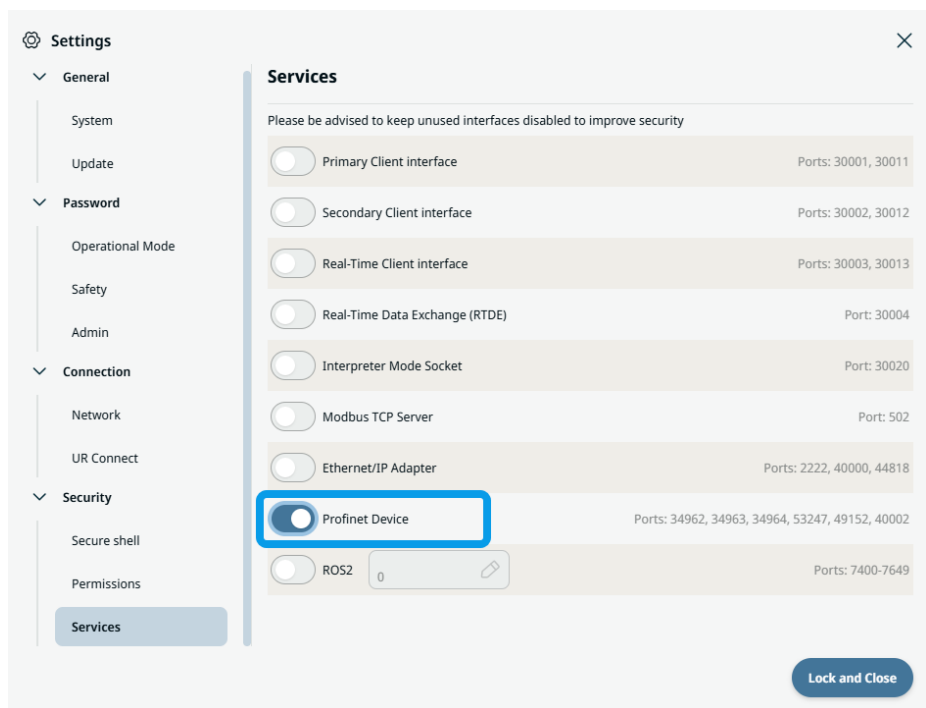 Settings
General
System
Update
Password
Operational Mode
Safety
Admin
Connection
Network
UR Connect
Security
Secure shell
Permissions
Services
Services
Please be advised to keep unused interfaces disabled to improve security
Primary Client interface Ports: 30001, 30011
Secondary Client interface Ports: 30002, 30012
Real-Time Client interface Ports: 30003, 30013
Real-Time Data Exchange (RTDE) Port: 30004
Interpreter Mode Socket Port: 30020
Modbus TCP Server Port: 502
Ethernet/IP Adapter Ports: 2222, 40000, 44818
Profinet Device Ports: 34962, 34963, 34964, 53247, 49152, 40002
ROS2 0 Ports: 7400-7649
Lock and Close